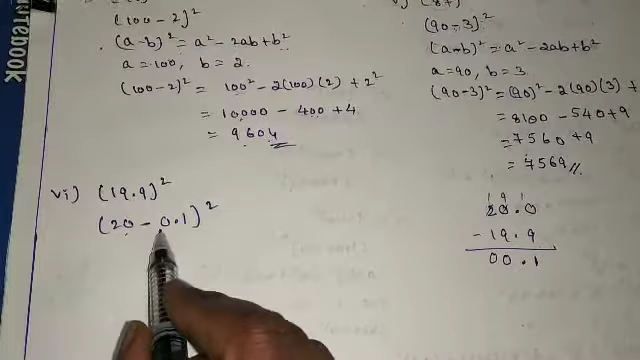 NOTEBOOK
(100 - 2)²
(a-b)² = a² - 2ab + b²
a = 100, b = 2.
(100 - 2)² = 100² - 2(100)(2) + 2²
= 10,000 - 400 + 4
= 9604
(90 - 3)²
(a-b)² = a² - 2ab + b²
a = 90, b = 3
(90-3)² = (90)² - 2(90)(3) +
= 8100 - 540 + 9
= 7560 + 9
= 7569 //
vi) (19.9)²
(20 - 0.1)²
20.0
- 19.9
00.1